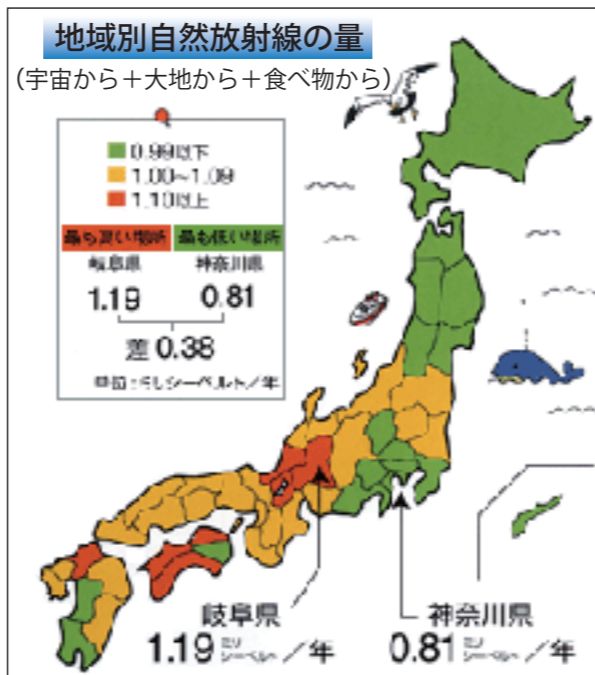 地域別自然放射線の量
(宇宙から＋大地から＋食べ物から)
0.99以下
1.00～1.09
1.10以上
最も高い場所 最も低い場所
岐阜県 神奈川県
1.19 0.81
差 0.38
単位：ミリシーベルト／年
岐阜県
1.19 ミリシーベルト／年
神奈川県
0.81 ミリシーベルト／年